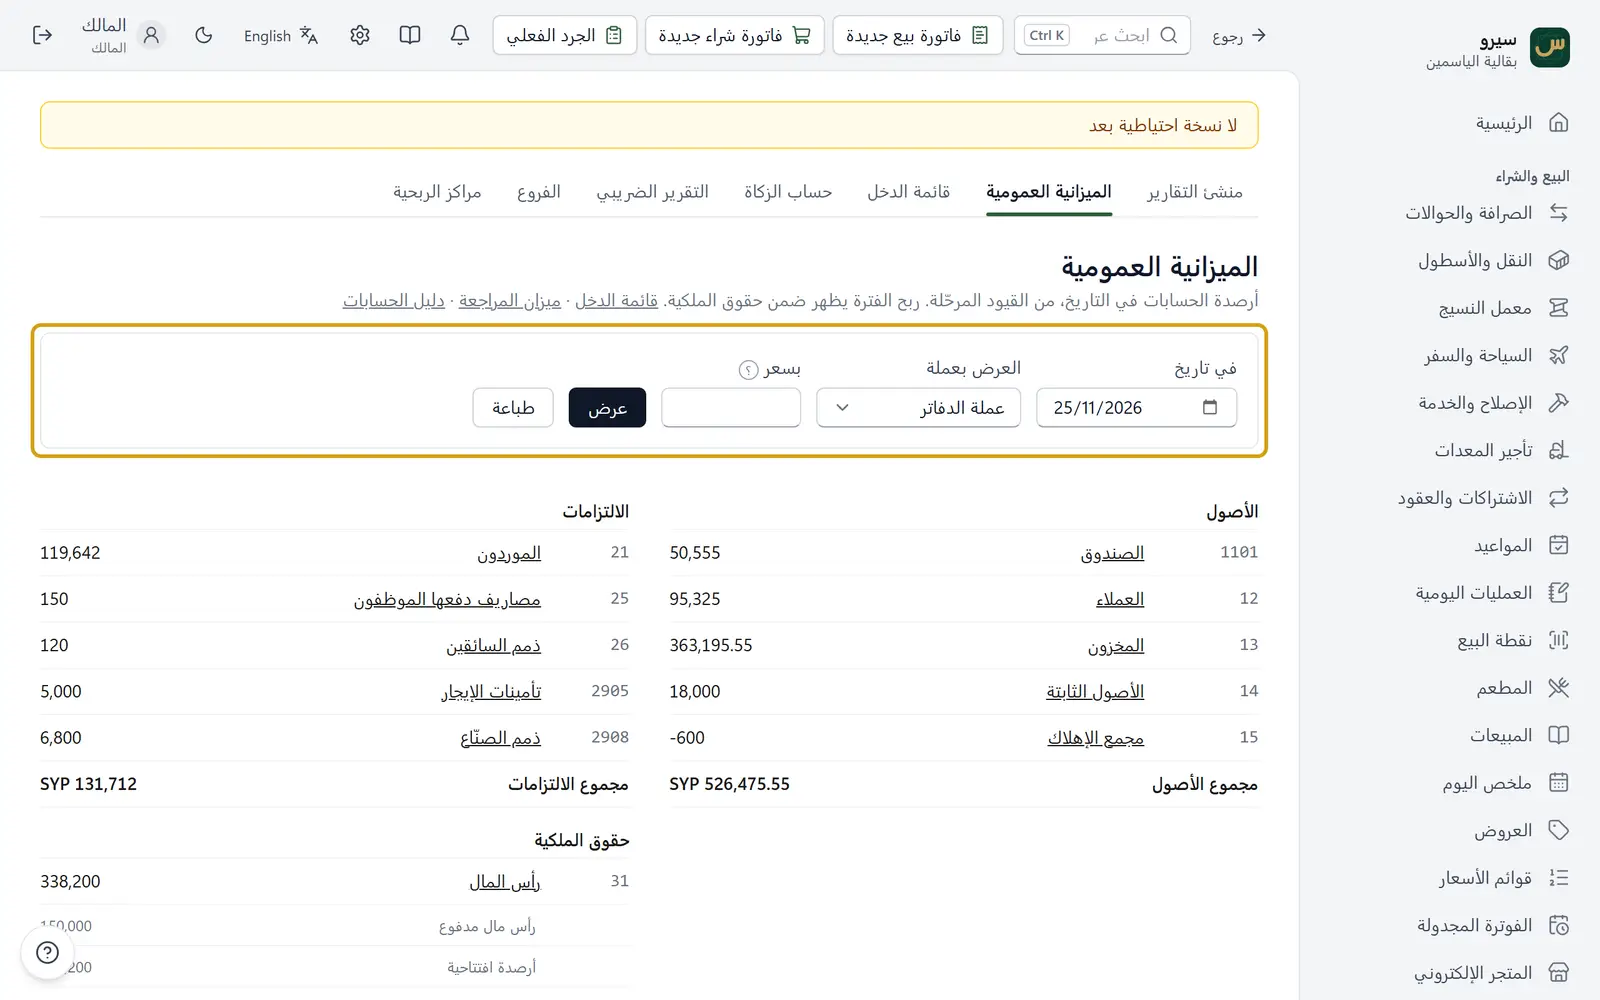 سيرو
بقالية الياسمين
رجوع
ابحث عر Ctrl K
فاتورة بيع جديدة
فاتورة شراء جديدة
الجرد الفعلي
English
المالك
المالك
الرئيسية
البيع والشراء
الصرافة والحوالات
النقل والأسطول
معمل النسيج
السياحة والسفر
الإصلاح والخدمة
تأجير المعدات
الاشتراكات والعقود
المواعيد
العمليات اليومية
نقطة البيع
المطعم
المبيعات
ملخص اليوم
العروض
قوائم الأسعار
الفوترة المجدولة
المتجر الإلكتروني
لا نسخة احتياطية بعد
منشئ التقارير
الميزانية العمومية
قائمة الدخل
حساب الزكاة
التقرير الضريبي
الفروع
مراكز الربحية
الميزانية العمومية
أرصدة الحسابات في التاريخ، من القيود المرحّلة. ربح الفترة يظهر ضمن حقوق الملكية. قائمة الدخل · ميزان المراجعة · دليل الحسابات
في تاريخ
العرض بعملة
بسعر ؟
25/11/2026
عملة الدفاتر
عرض
طباعة
الأصول
1101 الصندوق 50,555
12 العملاء 95,325
13 المخزون 363,195.55
14 الأصول الثابتة 18,000
15 مجمع الإهلاك -600
مجموع الأصول SYP 526,475.55
الالتزامات
21 الموردون 119,642
25 مصاريف دفعها الموظفون 150
26 ذمم السائقين 120
2905 تأمينات الإيجار 5,000
2908 ذمم الصنّاع 6,800
مجموع الالتزامات SYP 131,712
حقوق الملكية
31 رأس المال 338,200
رأس مال مدفوع
أرصدة افتتاحية